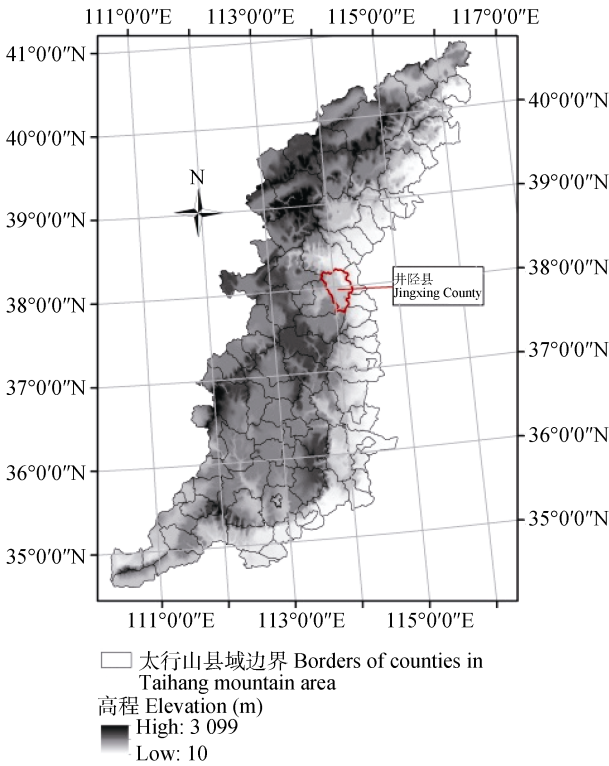 111°0′0″E 113°0′0″E 115°0′0″E 117°0′0″E
41°0′0″N
40°0′0″N
40°0′0″N
N
39°0′0″N
39°0′0″N
38°0′0″N
井陉县
Jingxing County
38°0′0″N
37°0′0″N
37°0′0″N
36°0′0″N
36°0′0″N
35°0′0″N
35°0′0″N
111°0′0″E 113°0′0″E 115°0′0″E
太行山县域边界 Borders of counties in
Taihang mountain area
高程 Elevation (m)
High: 3 099
Low: 10